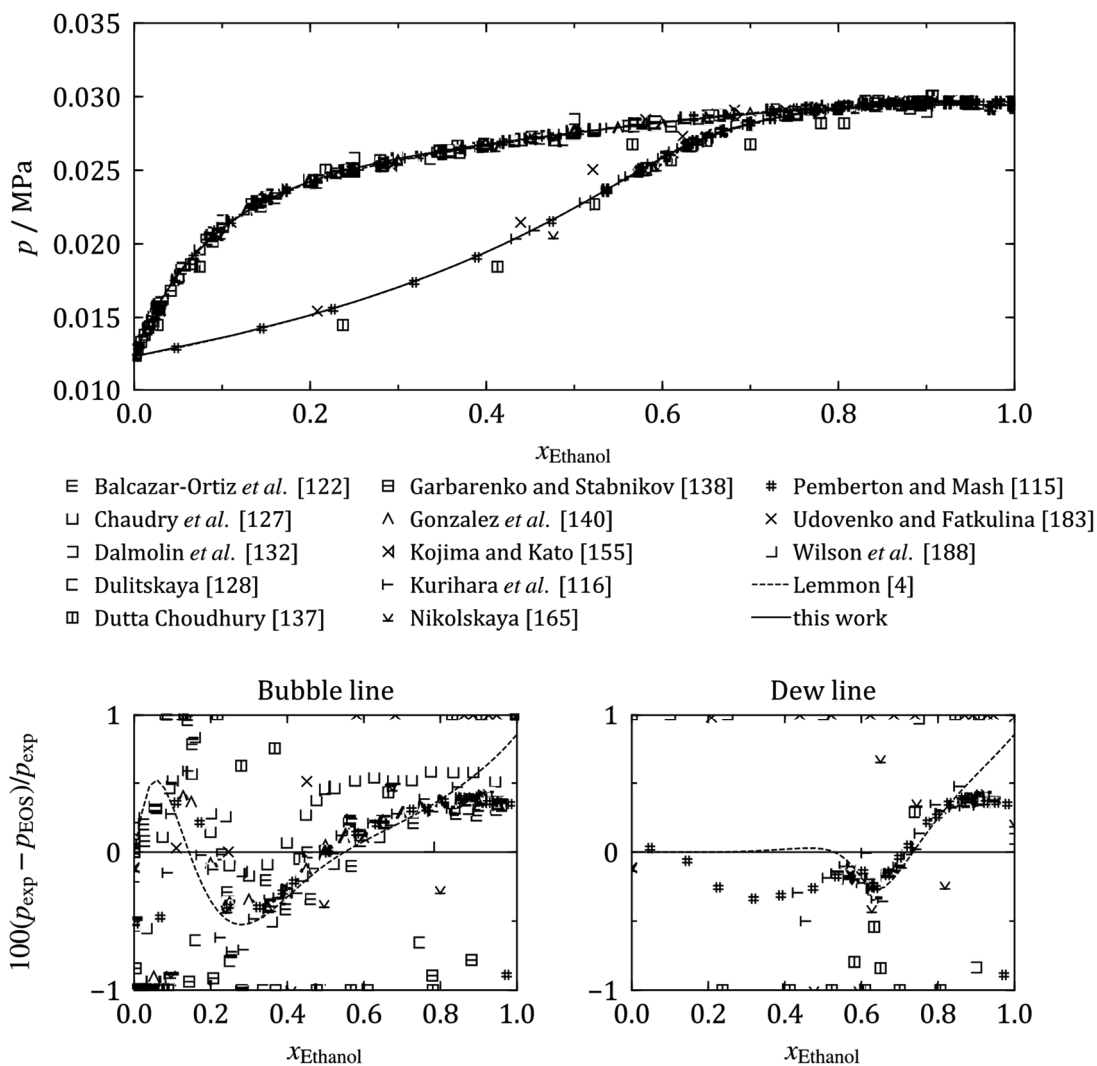 0.035
0.030
0.025
0.020
0.015
0.010
p / MPa
0.0 0.2 0.4 0.6 0.8 1.0
xEthanol
Balcazar-Ortiz et al. [122] Garbarenko and Stabnikov [138] Pemberton and Mash [115]
Chaudry et al. [127] Gonzalez et al. [140] Udovenko and Fatkulina [183]
Dalmolin et al. [132] Kojima and Kato [155] Wilson et al. [188]
Dulitskaya [128] Kurihara et al. [116] Lemmon [4]
Dutta Choudhury [137] Nikolskaya [165] this work
Bubble line Dew line
100(pexp − pEOS)/pexp
1 1
0 0
−1 −1
0.0 0.2 0.4 0.6 0.8 1.0 0.0 0.2 0.4 0.6 0.8 1.0
xEthanol xEthanol